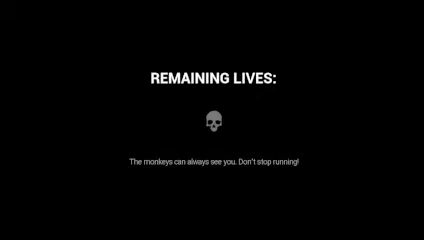 REMAINING LIVES:
The monkeys can always see you. Don't stop running!